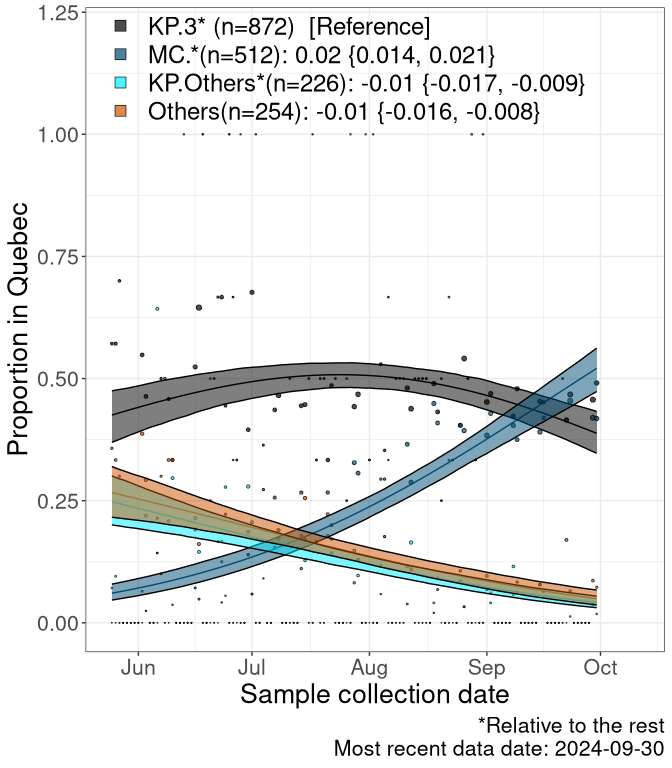 KP.3* (n=872)  [Reference]
MC.*(n=512): 0.02 {0.014, 0.021}
KP.Others*(n=226): -0.01 {-0.017, -0.009}
Others(n=254): -0.01 {-0.016, -0.008}
1.25
1.00
0.75
0.50
0.25
0.00
Proportion in Quebec
Jun Jul Aug Sep Oct
Sample collection date
*Relative to the rest
Most recent data date: 2024-09-30